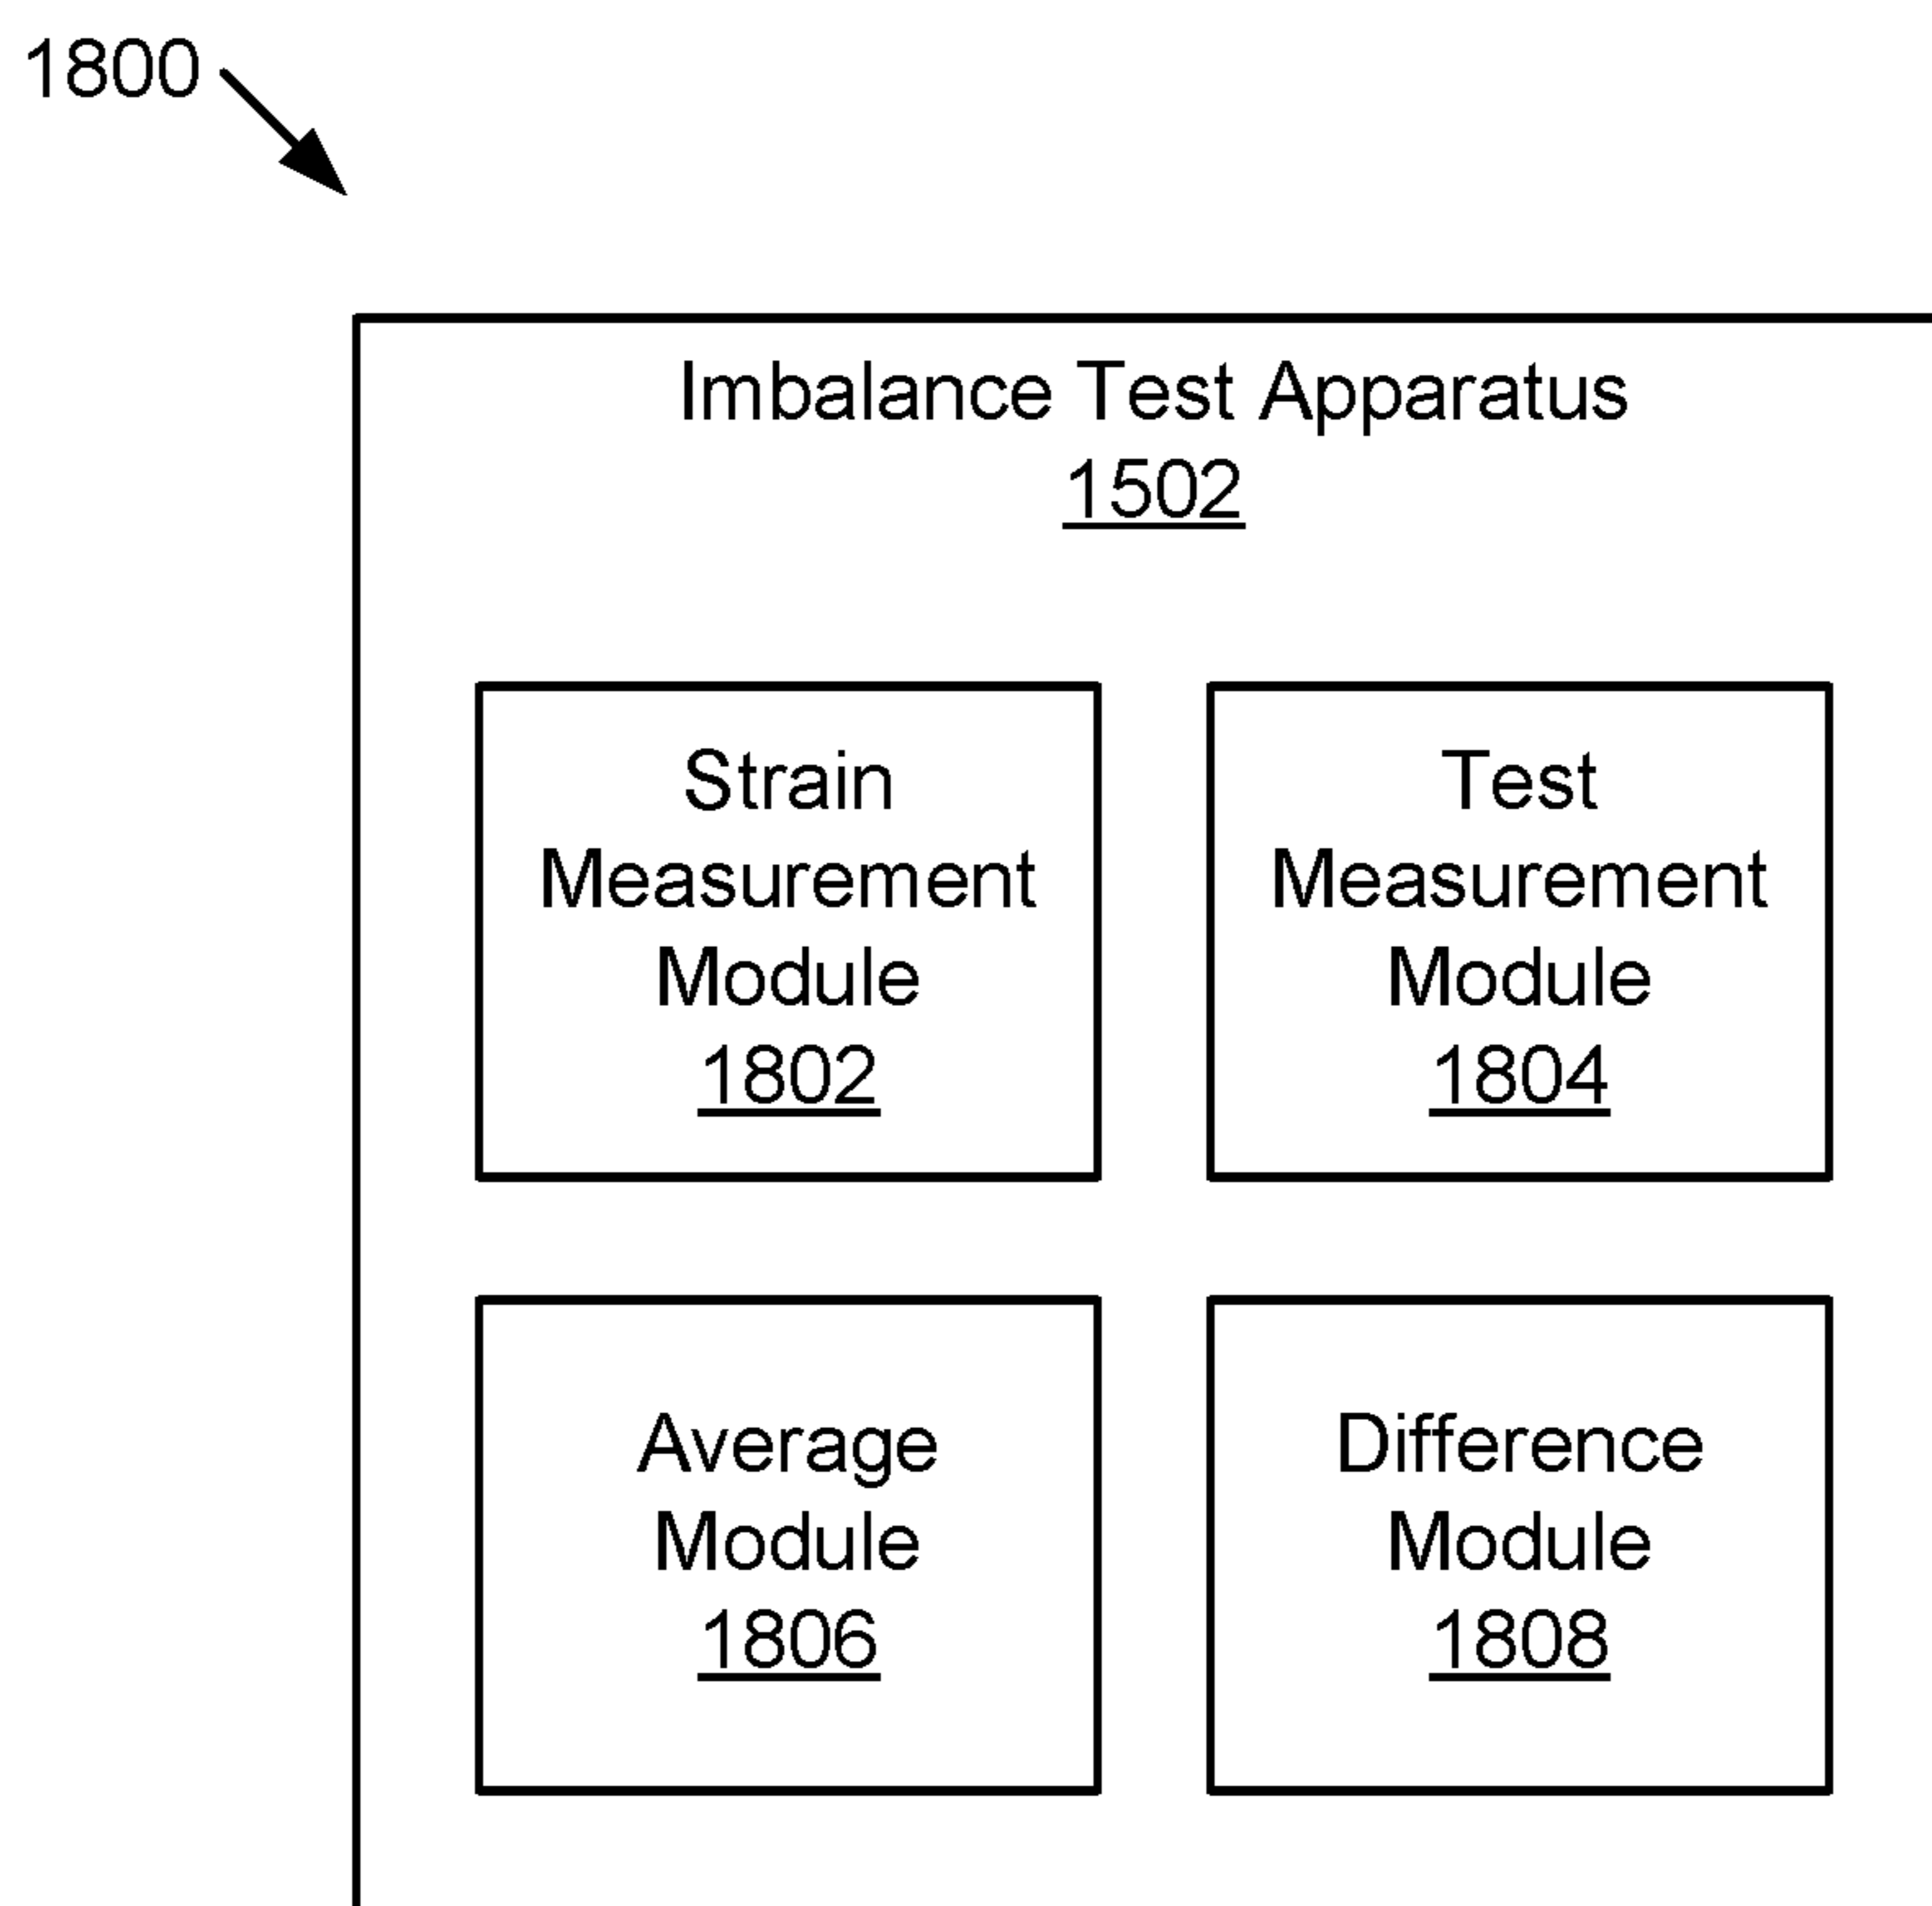 1800
Imbalance Test Apparatus
1502
Strain
Measurement
Module
1802
Test
Measurement
Module
1804
Average
Module
1806
Difference
Module
1808